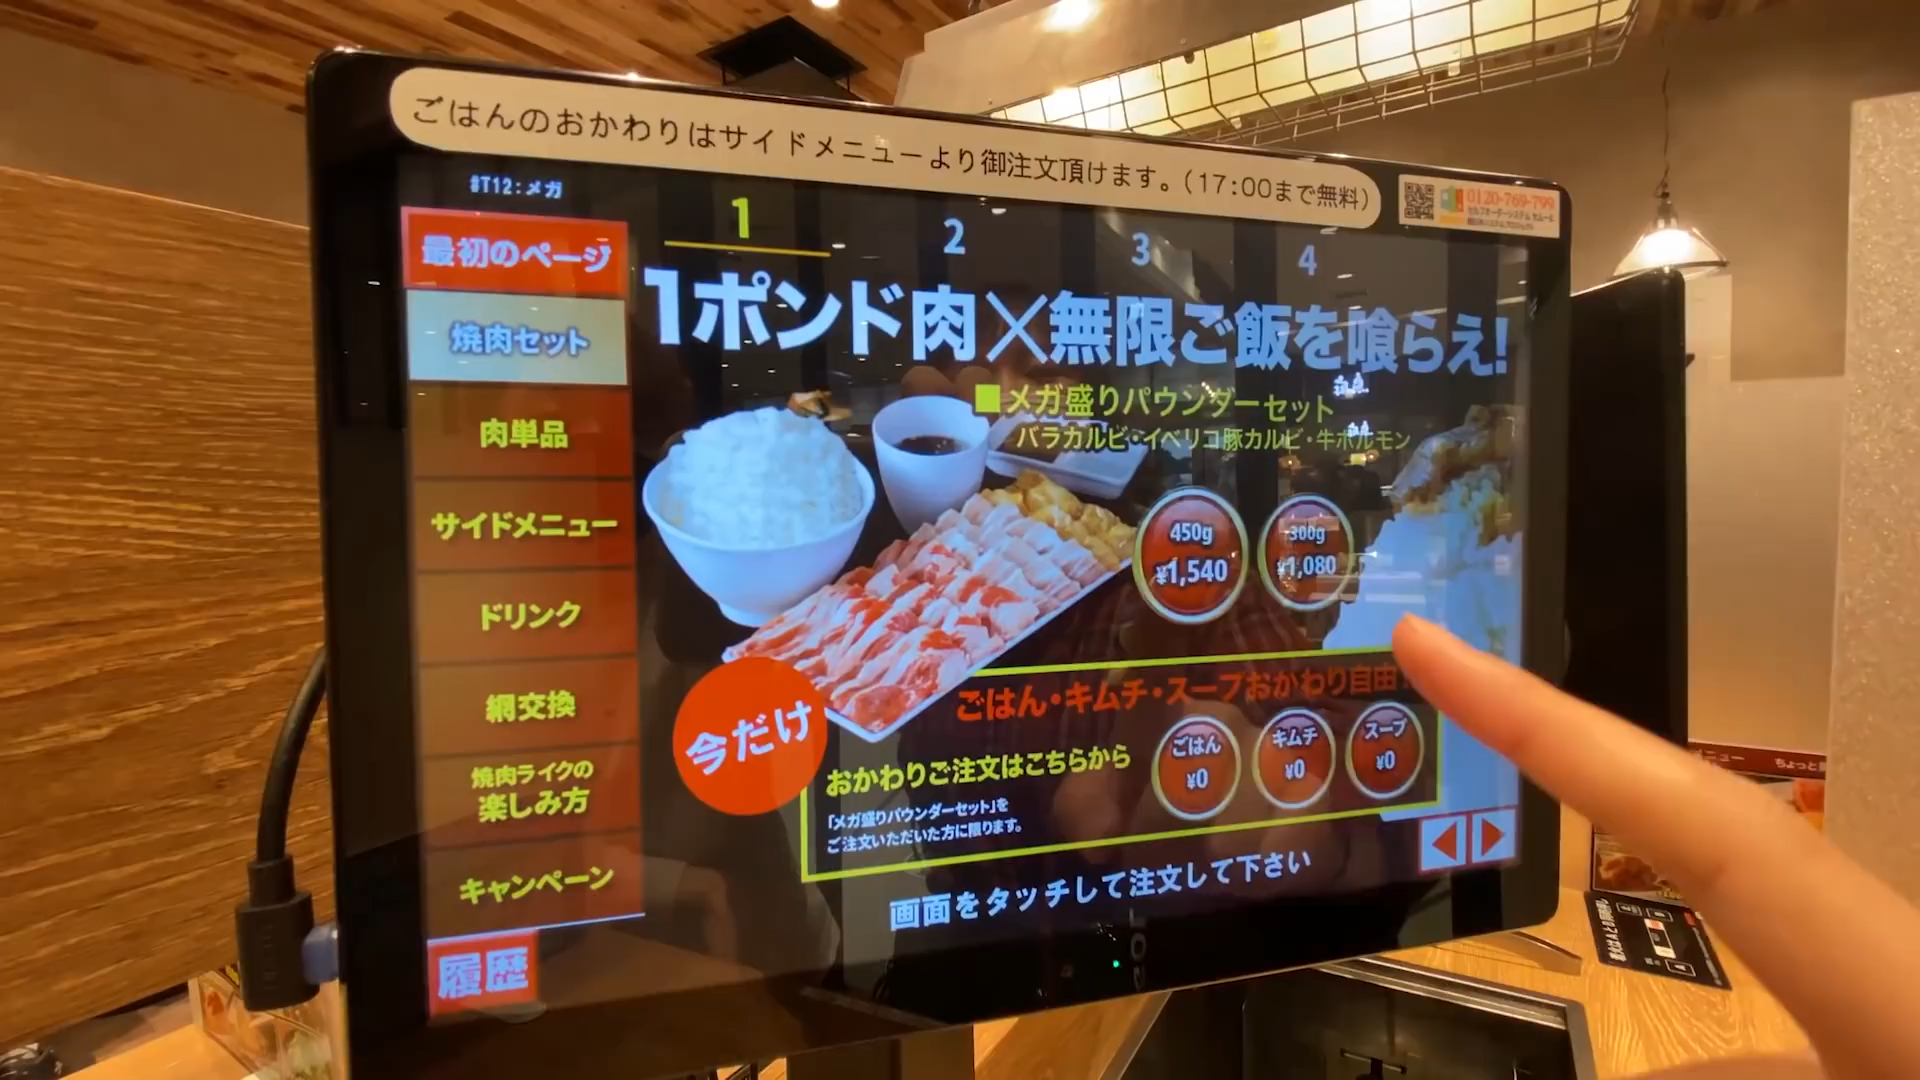 ごはんのおかわりはサイドメニューより御注文頂けます。(17:00まで無料)
0120-769-799
#T12:メガ
1
2
3
4
最初のページ
焼肉セット
肉単品
サイドメニュー
ドリンク
網交換
焼肉ライクの
楽しみ方
キャンペーン
履歴
1ポンド肉×無限ご飯を喰らえ!
■メガ盛りパウンダーセット
バラカルビ・イベリコ豚カルビ・牛ホルモン
450g
¥1,540
300g
¥1,080
今だけ
ごはん・キムチ・スープおかわり自由!
おかわりご注文はこちらから
「メガ盛りパウンダーセット」を
ご注文いただいた方に限ります。
ごはん
¥0
キムチ
¥0
スープ
¥0
画面をタッチして注文して下さい